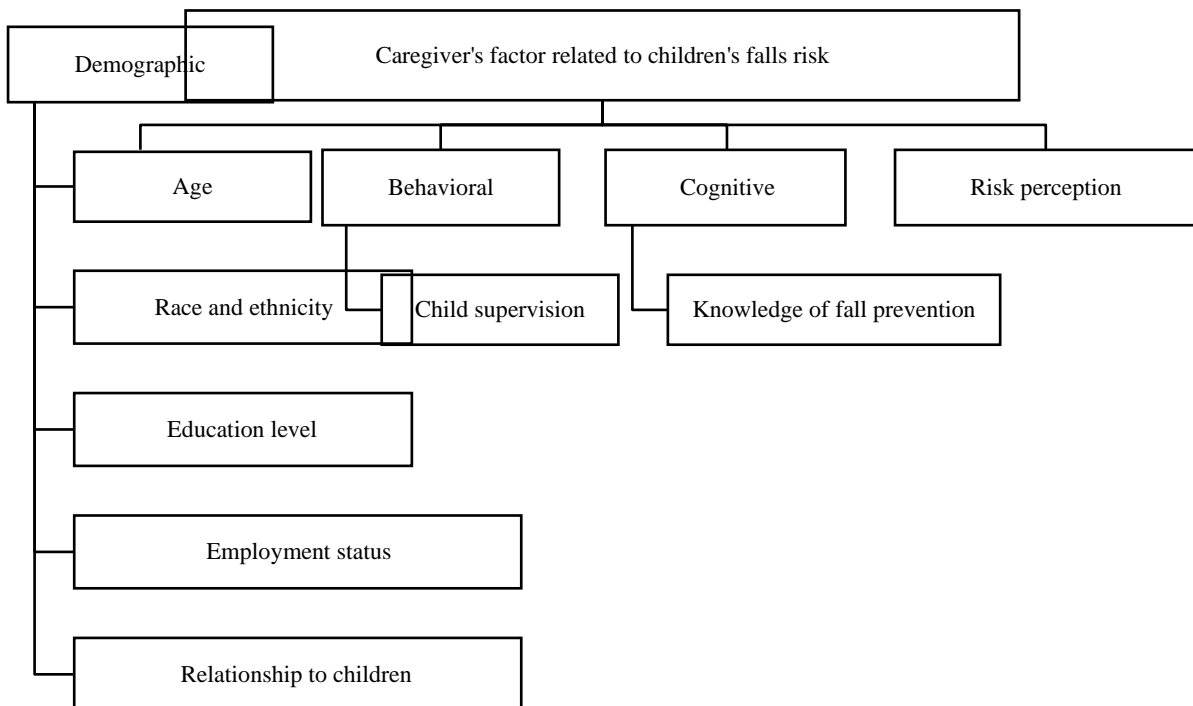 Caregiver's factor related to children's falls risk
Demographic
Age
Behavioral
Cognitive
Risk perception
Race and ethnicity
Child supervision
Knowledge of fall prevention
Education level
Employment status
Relationship to children